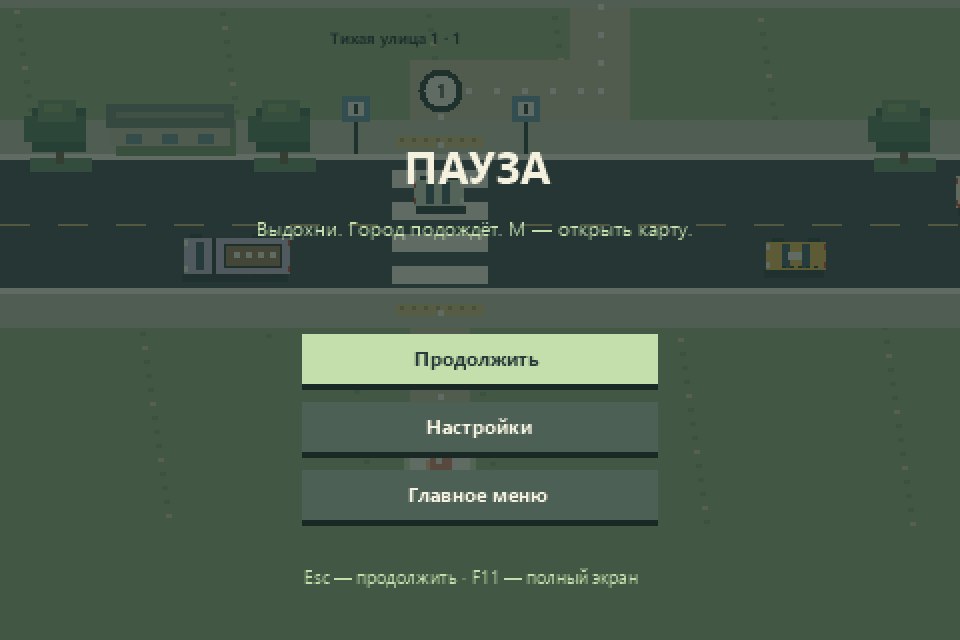 Тихая улица 1 · 1
1
ПАУЗА
Выдохни. Город подождёт. М — открыть карту.
Продолжить
Настройки
Главное меню
Esc — продолжить · F11 — полный экран